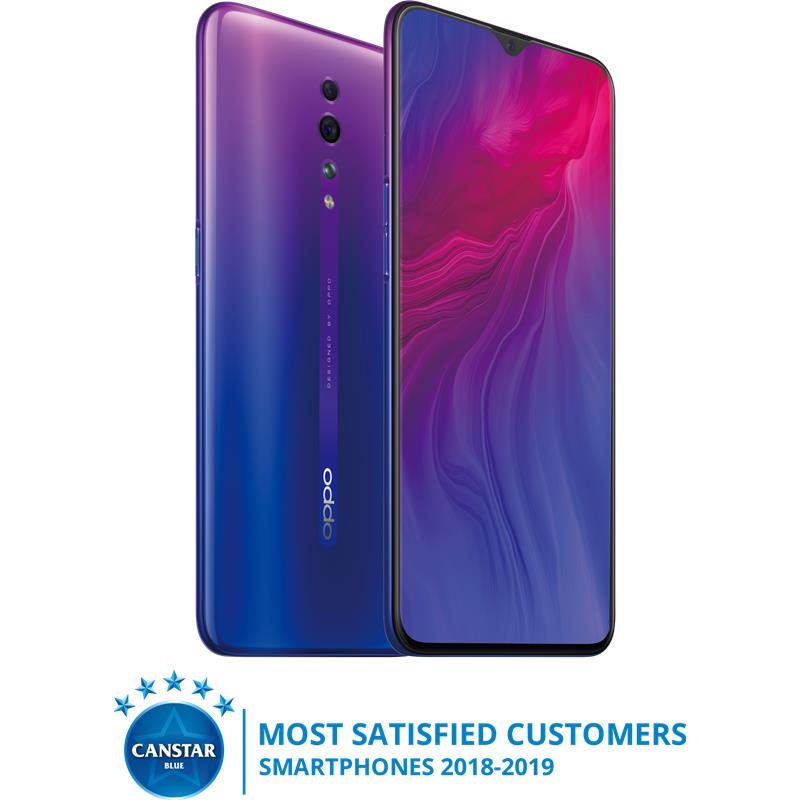 DESIGNED BY OPPO
oppo
CANSTAR
BLUE
MOST SATISFIED CUSTOMERS
SMARTPHONES 2018-2019